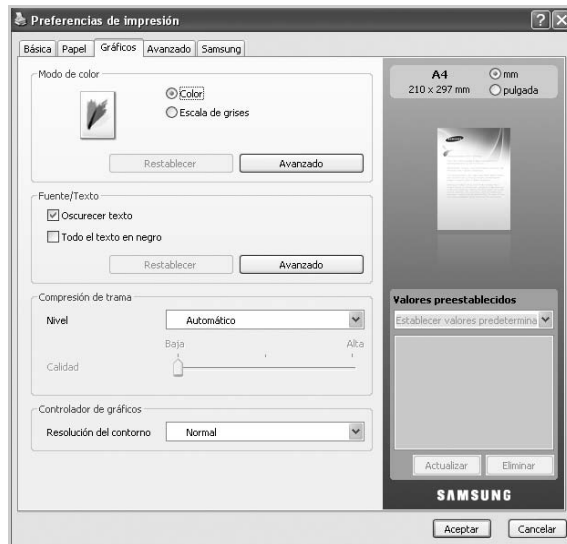 Preferencias de impresión
Básica Papel Gráficos Avanzado Samsung
Modo de color
Color
Escala de grises
Restablecer Avanzado
Fuente/Texto
Oscurecer texto
Todo el texto en negro
Restablecer Avanzado
Compresión de trama
Nivel Automático
Baja Alta
Calidad
Controlador de gráficos
Resolución del contorno Normal
A4 mm
210 x 297 mm pulgada
Valores preestablecidos
Establecer valores predetermina
Actualizar Eliminar
SAMSUNG
Aceptar Cancelar